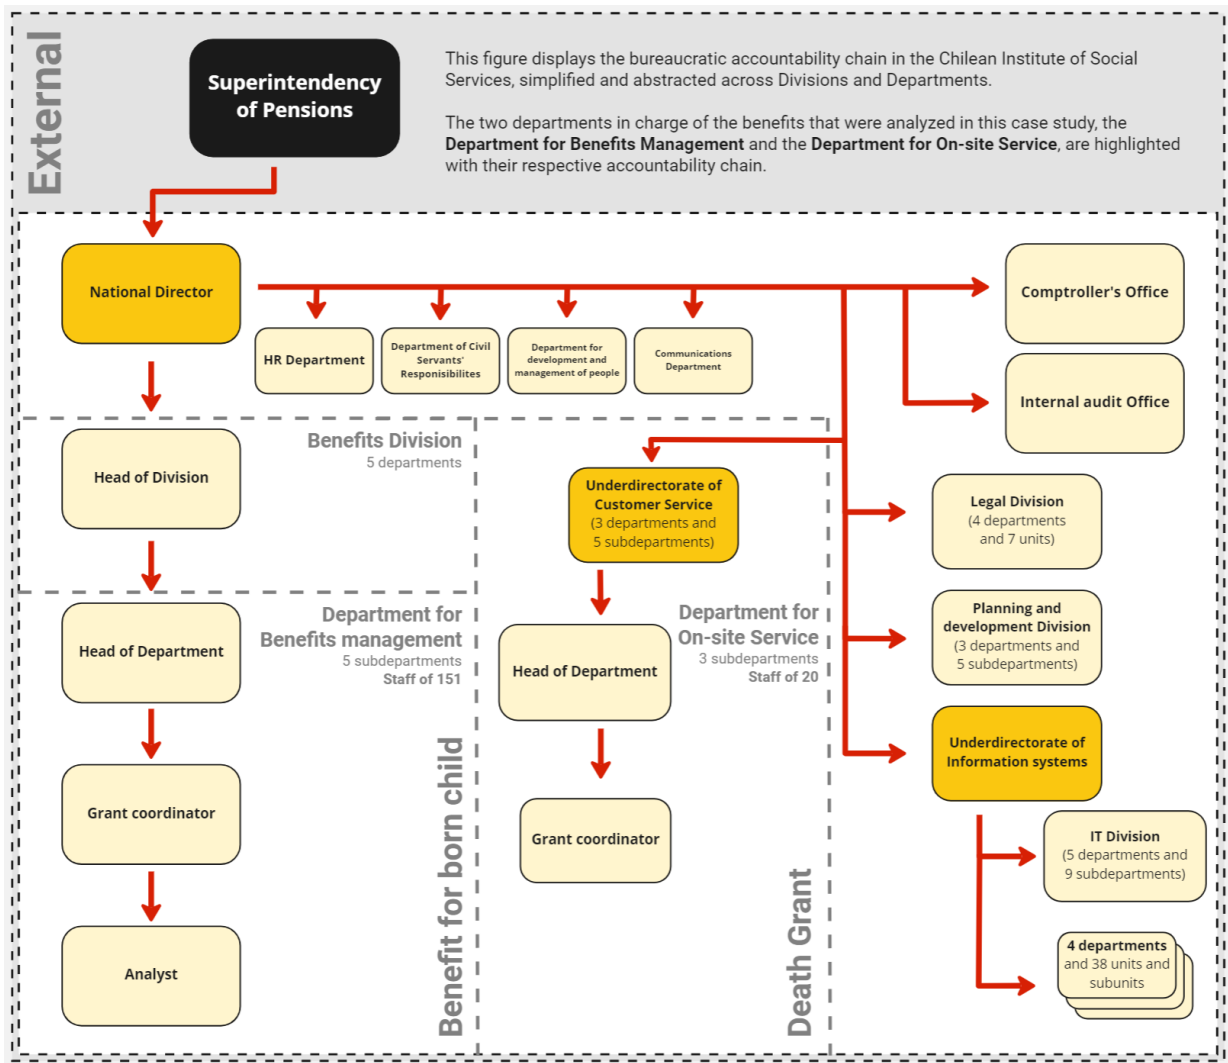 External
Superintendency
of Pensions
This figure displays the bureaucratic accountability chain in the Chilean Institute of Social
Services, simplified and abstracted across Divisions and Departments.
The two departments in charge of the benefits that were analyzed in this case study, the
Department for Benefits Management and the Department for On-site Service, are highlighted
with their respective accountability chain.
National Director
Comptroller's Office
HR Department
Department of Civil
Servants'
Responisibilites
Department for
development and
management of people
Communications
Department
Internal audit Office
Benefits Division
5 departments
Head of Division
Underdirectorate of
Customer Service
(3 departments and
5 subdepartments)
Legal Division
(4 departments
and 7 units)
Department for
Benefits management
5 subdepartments
Staff of 151
Head of Department
Department for
On-site Service
3 subdepartments
Staff of 20
Head of Department
Planning and
development Division
(3 departments and
5 subdepartments)
Underdirectorate of
Information systems
Grant coordinator
Grant coordinator
IT Division
(5 departments and
9 subdepartments)
Analyst
Benefit for born child
Death Grant
4 departments
and 38 units and
subunits